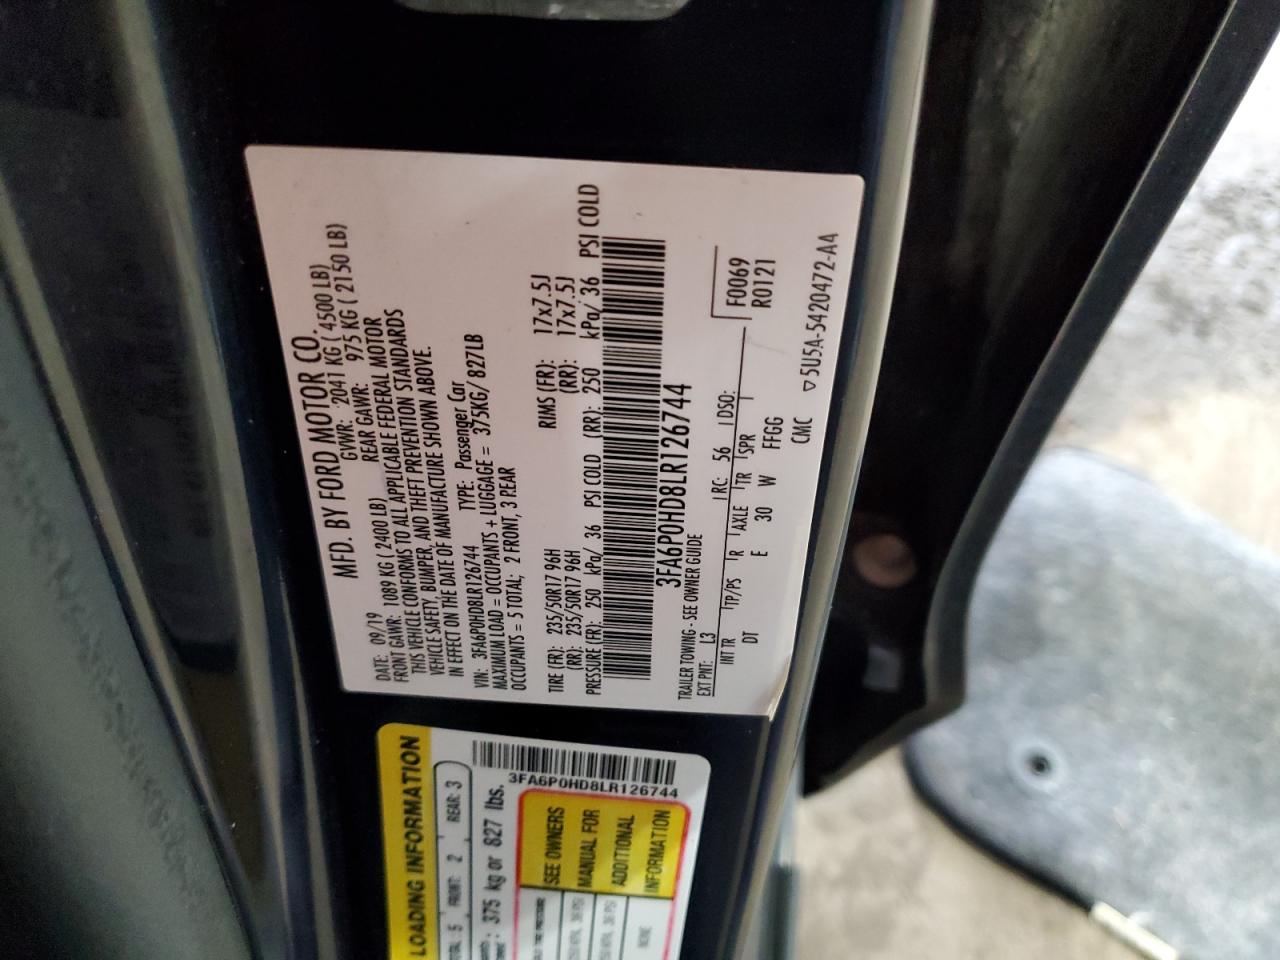 MFD. BY FORD MOTOR CO.
DATE: 09/19 GVWR: 2041 KG ( 4500 LB)
FRONT GAWR: 1089 KG ( 2400 LB) REAR GAWR: 975 KG ( 2150 LB)
THIS VEHICLE CONFORMS TO ALL APPLICABLE FEDERAL MOTOR
VEHICLE SAFETY, BUMPER, AND THEFT PREVENTION STANDARDS
IN EFFECT ON THE DATE OF MANUFACTURE SHOWN ABOVE.
VIN: 3FA6P0HD8LR126744 TYPE: Passenger Car
MAXIMUM LOAD = OCCUPANTS + LUGGAGE = 375KG/ 827LB
OCCUPANTS = 5 TOTAL; 2 FRONT, 3 REAR
TIRE (FR): 235/50R17 96H RIMS (FR): 17x7.5J
(RR): 235/50R17 96H (RR): 17x7.5J
PRESSURE (FR): 250 kPa/ 36 PSI COLD (RR): 250 kPa/ 36 PSI COLD
3FA6P0HD8LR126744
TRAILER TOWING - SEE OWNER GUIDE
EXT PNT: L3 RC: 56 DSO: F0069
R0121
INT TR TP/PS R AXLE TR SPR
DT E 30 W FFGG
CMC ▽5U5A-5420472-A4
LOADING INFORMATION
5 FRONT: 2 REAR: 3
375 kg or 827 lbs.
3FA6P0HD8LR126744
SEE OWNERS
MANUAL FOR
ADDITIONAL
INFORMATION
36 PSI
36 PSI
NONE